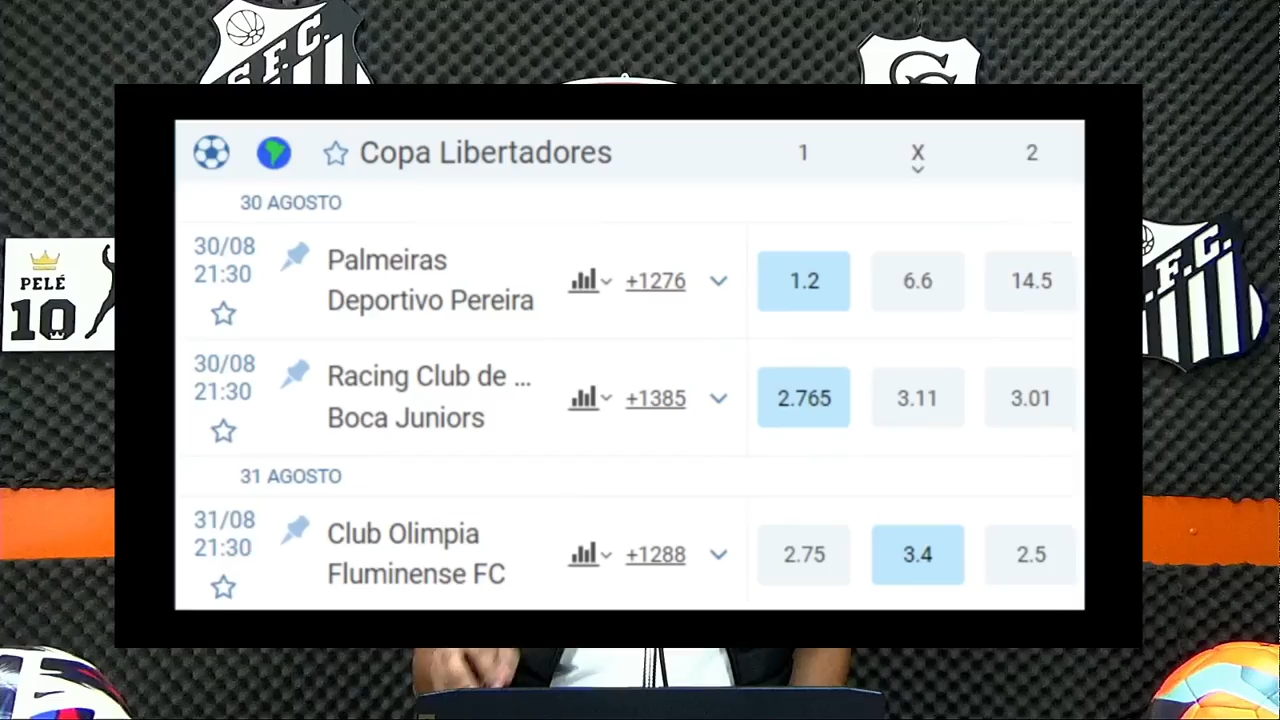 S.F.C.
Copa Libertadores 1 X 2
30 AGOSTO
30/08
21:30
Palmeiras
Deportivo Pereira
+1276
1.2 6.6 14.5
30/08
21:30
Racing Club de ...
Boca Juniors
+1385
2.765 3.11 3.01
31 AGOSTO
31/08
21:30
Club Olimpia
Fluminense FC
+1288
2.75 3.4 2.5
PELÉ
10
F.C.